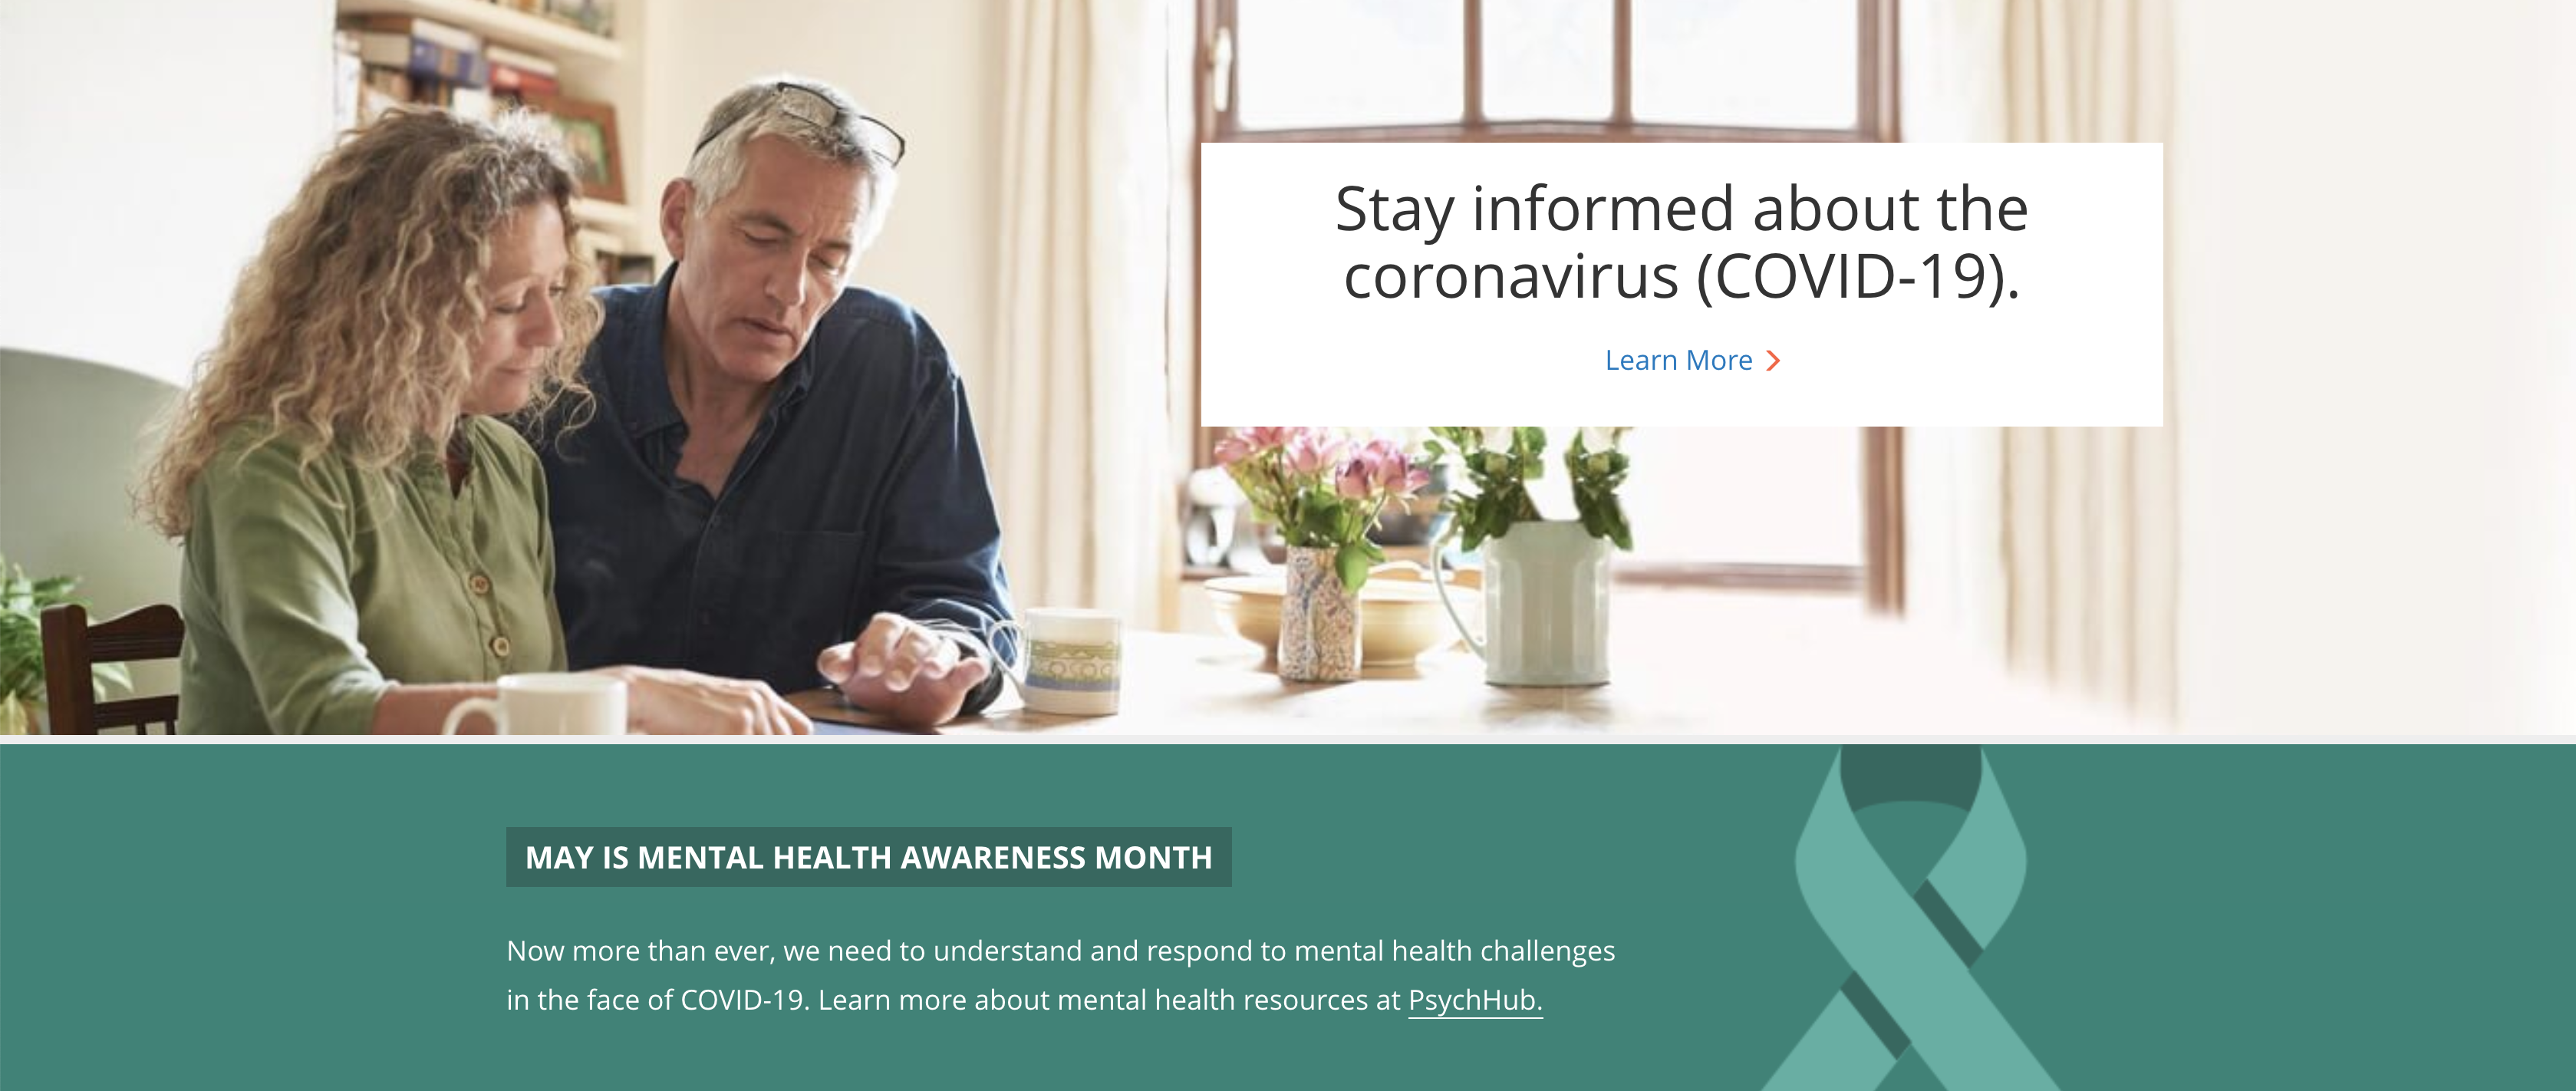 Stay informed about the
coronavirus (COVID-19).
Learn More
MAY IS MENTAL HEALTH AWARENESS MONTH
Now more than ever, we need to understand and respond to mental health challenges
in the face of COVID-19. Learn more about mental health resources at PsychHub.